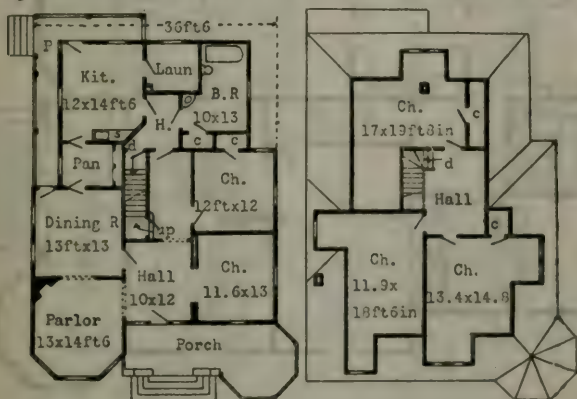 36ft6
P
Laun
Kit.
12x14ft6
B.R
10x13
H.
s
d
c
c
Pan
Ch.
12ftx12
Dining R
13ftx13
up
Hall
10x12
Ch.
11.6x13
Parlor
13x14ft6
Porch
Ch.
17x19ft8in
c
d
Hall
c
Ch.
11.9x
18ft6in
Ch.
13.4x14.8